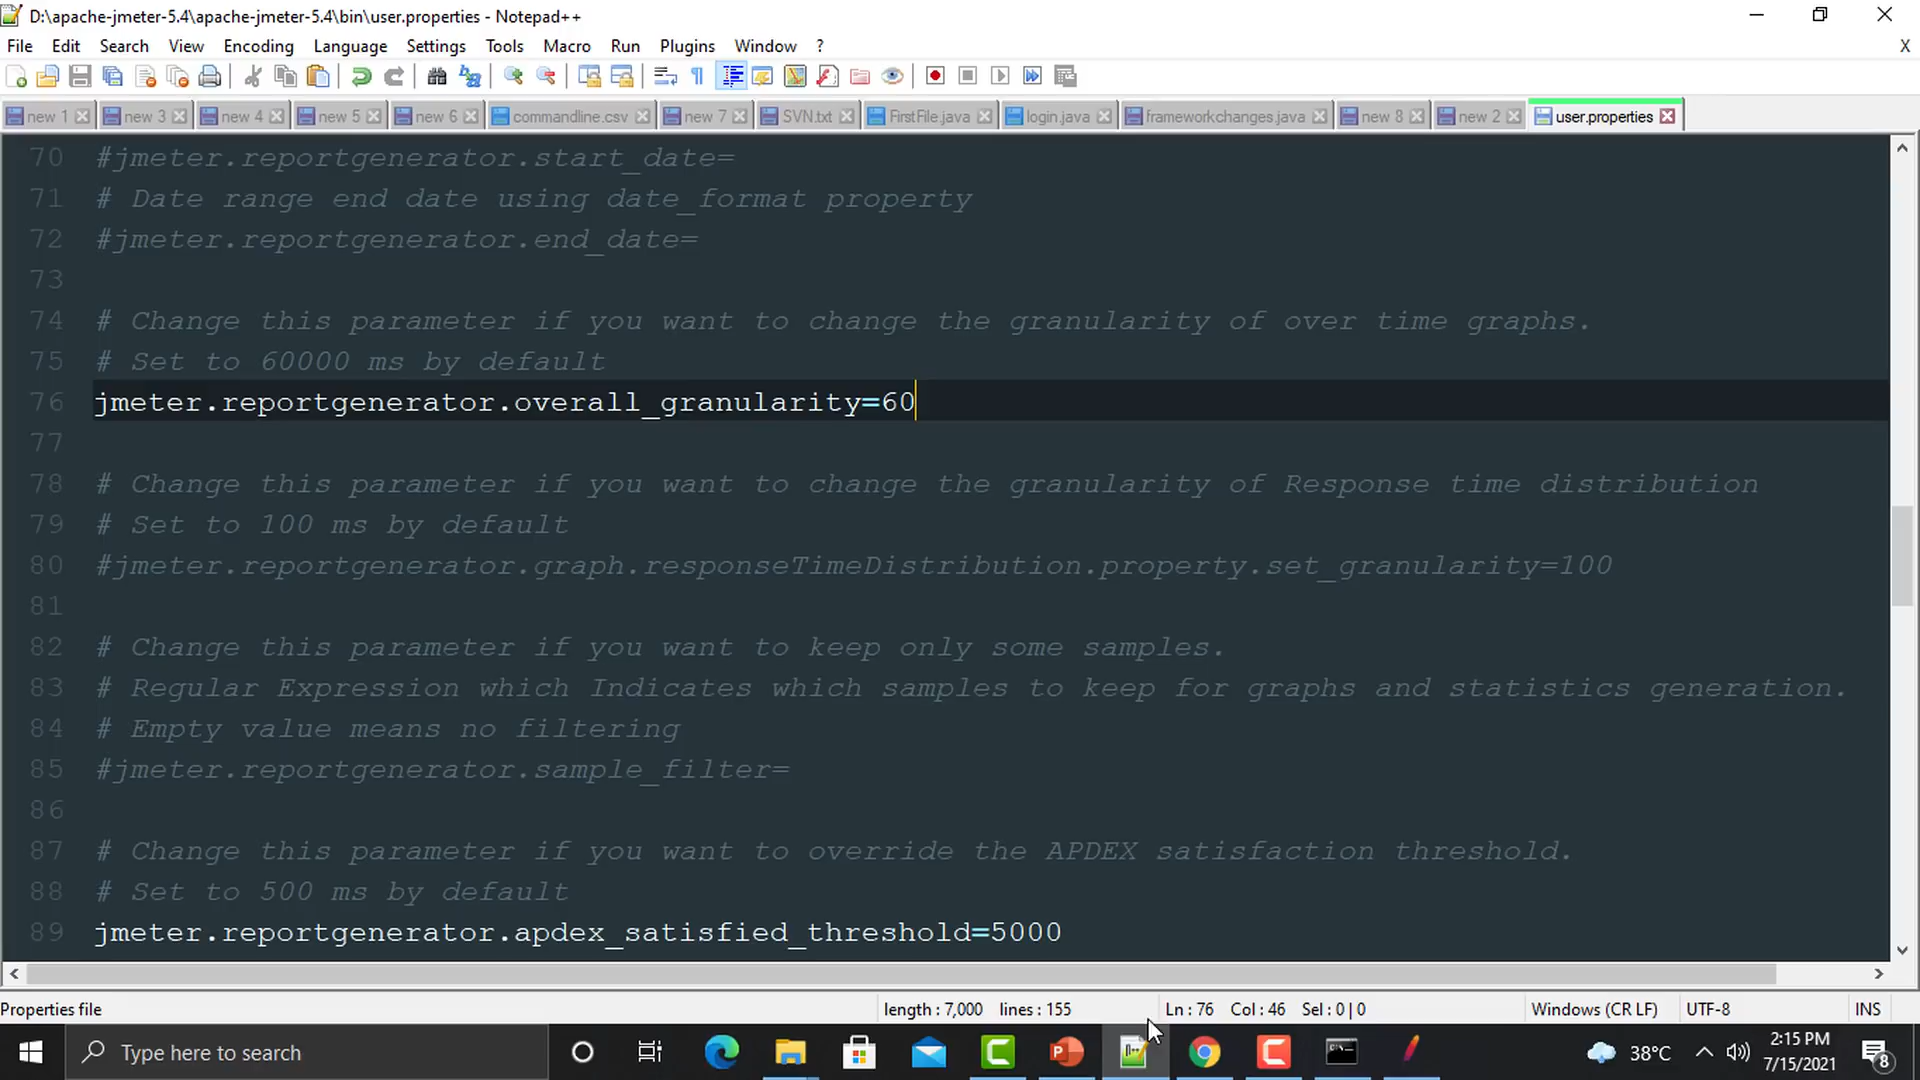 D:\apache-jmeter-5.4\apache-jmeter-5.4\bin\user.properties - Notepad++
File Edit Search View Encoding Language Settings Tools Macro Run Plugins Window ? X
new 1 new 3 new 4 new 5 new 6 commandline.csv new 7 SVN.txt FirstFile.java login.java frameworkchanges.java new 8 new 2 user.properties
70 #jmeter.reportgenerator.start_date=
71 # Date range end date using date_format property
72 #jmeter.reportgenerator.end_date=
73
74 # Change this parameter if you want to change the granularity of over time graphs.
75 # Set to 60000 ms by default
76 jmeter.reportgenerator.overall_granularity=60
77
78 # Change this parameter if you want to change the granularity of Response time distribution
79 # Set to 100 ms by default
80 #jmeter.reportgenerator.graph.responseTimeDistribution.property.set_granularity=100
81
82 # Change this parameter if you want to keep only some samples.
83 # Regular Expression which Indicates which samples to keep for graphs and statistics generation.
84 # Empty value means no filtering
85 #jmeter.reportgenerator.sample_filter=
86
87 # Change this parameter if you want to override the APDEX satisfaction threshold.
88 # Set to 500 ms by default
89 jmeter.reportgenerator.apdex_satisfied_threshold=5000
Properties file length : 7,000 lines : 155 Ln : 76 Col : 46 Sel : 0 | 0 Windows (CR LF) UTF-8 INS
Type here to search 38°C 2:15 PM 8
7/15/2021